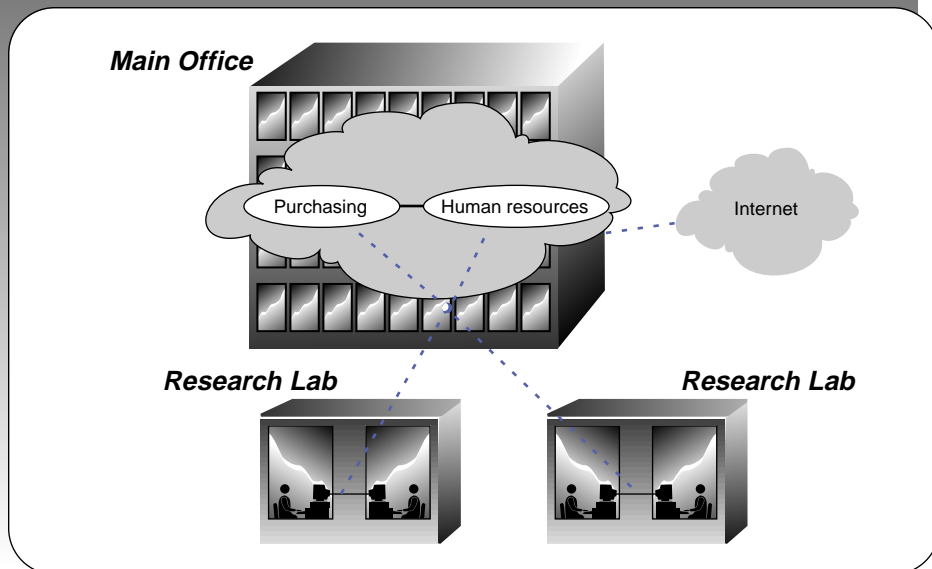 Main Office
Purchasing
Human resources
Internet
Research Lab
Research Lab